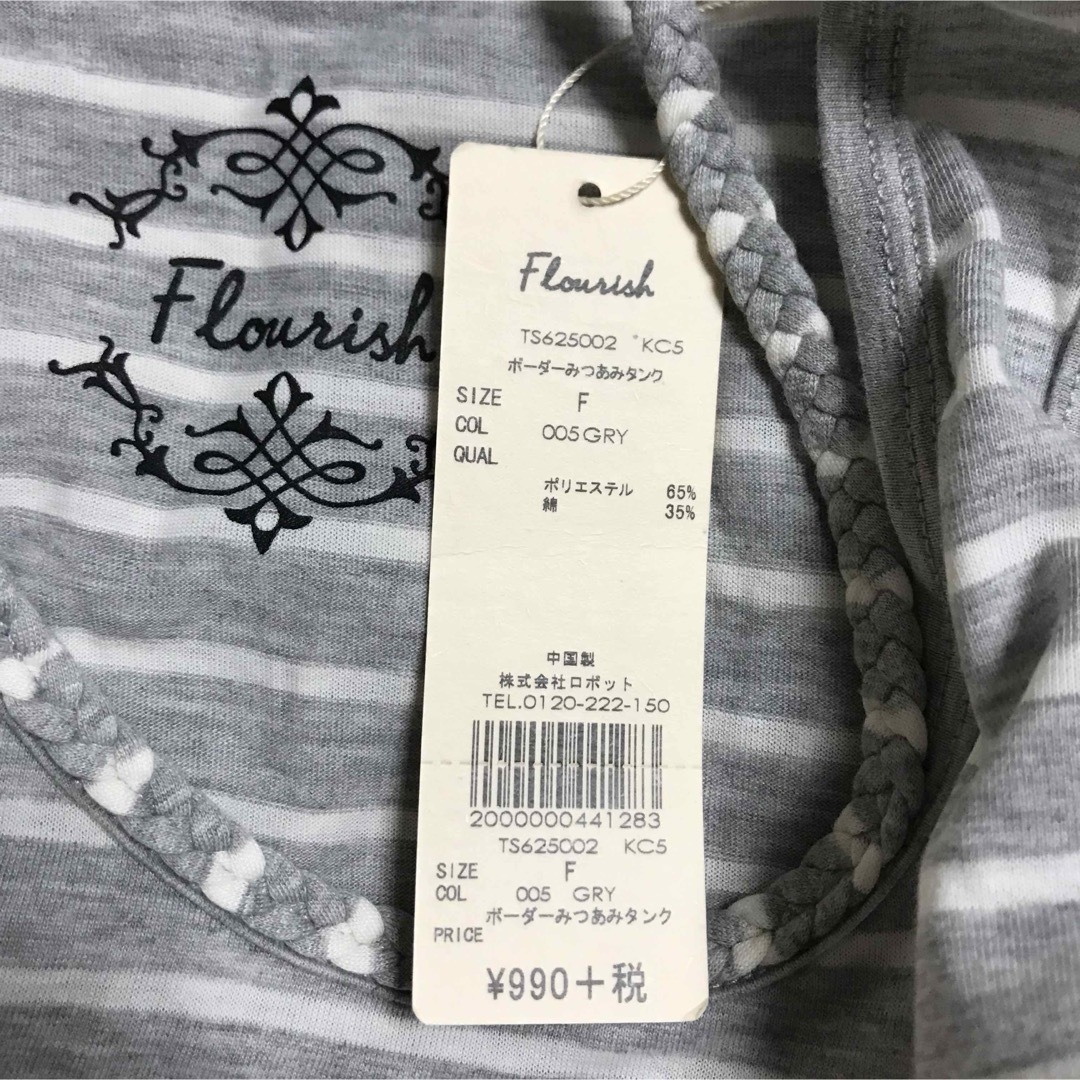 Flourish
Flourish
TS625002 *KC5
ボーダーみつあみタンク
SIZE F
COL 005GRY
QUAL
ポリエステル 65%
綿 35%
中国製
株式会社ロボット
TEL.0120-222-150
2000000441283
TS625002 KC5
SIZE F
COL 005 GRY
ボーダーみつあみタンク
PRICE
¥990+税